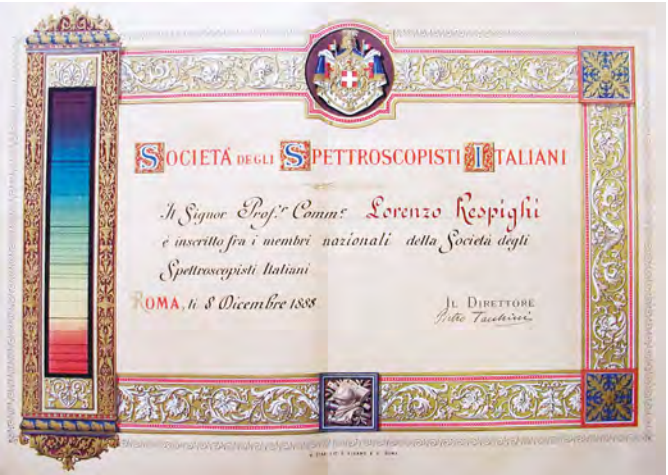 SOCIETÀ DEGLI SPETTROSCOPISTI ITALIANI
Il Signor Prof.r Comm.e Lorenzo Respighi
è inscritto fra i membri nazionali della Società degli
Spettroscopisti Italiani
ROMA, li 8 Dicembre 1888.
IL DIRETTORE
Pietro Tacchini
ROMA